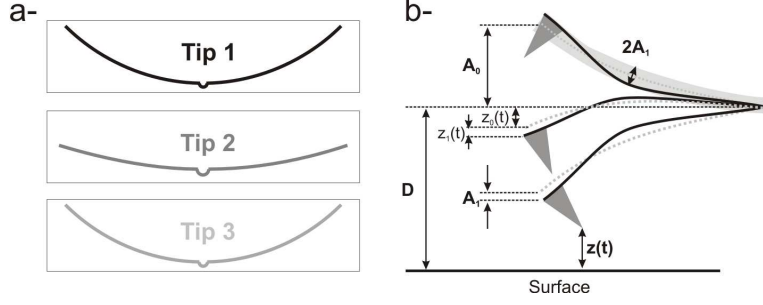 a-
Tip 1
Tip 2
Tip 3
b-
2A₁
A₀
z₀(t)
z₁(t)
D
A₁
z(t)
Surface